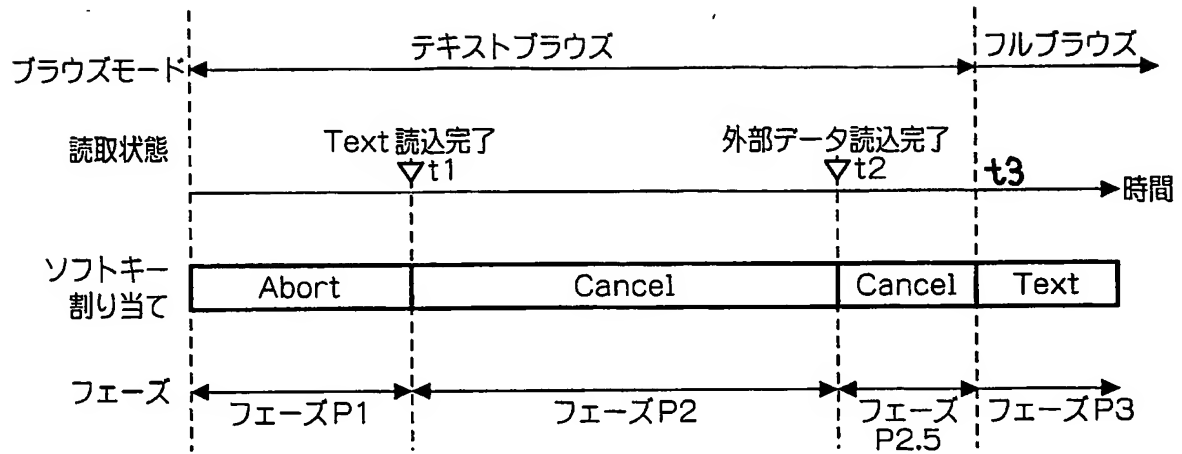 テキストブラウズ
フルブラウズ
ブラウズモード
読取状態
Text 読込完了
t1
外部データ読込完了
t2
t3
時間
ソフトキー
割り当て
Abort
Cancel
Cancel
Text
フェーズ
フェーズP1
フェーズP2
フェーズ
P2.5
フェーズP3